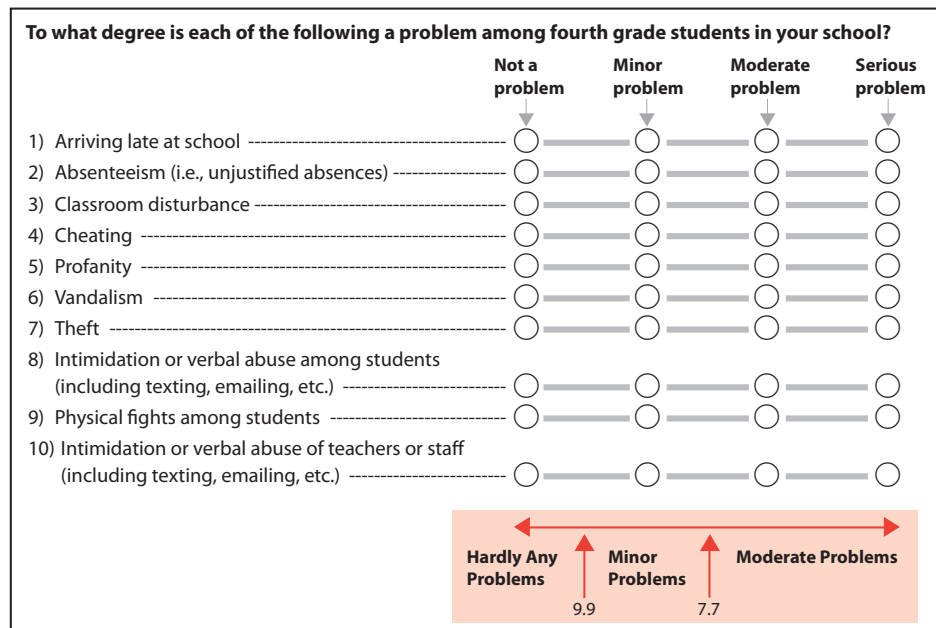 To what degree is each of the following a problem among fourth grade students in your school?
Not a problem
Minor problem
Moderate problem
Serious problem
1) Arriving late at school
2) Absenteeism (i.e., unjustified absences)
3) Classroom disturbance
4) Cheating
5) Profanity
6) Vandalism
7) Theft
8) Intimidation or verbal abuse among students
(including texting, emailing, etc.)
9) Physical fights among students
10) Intimidation or verbal abuse of teachers or staff
(including texting, emailing, etc.)
Hardly Any Problems
Minor Problems
Moderate Problems
9.9
7.7